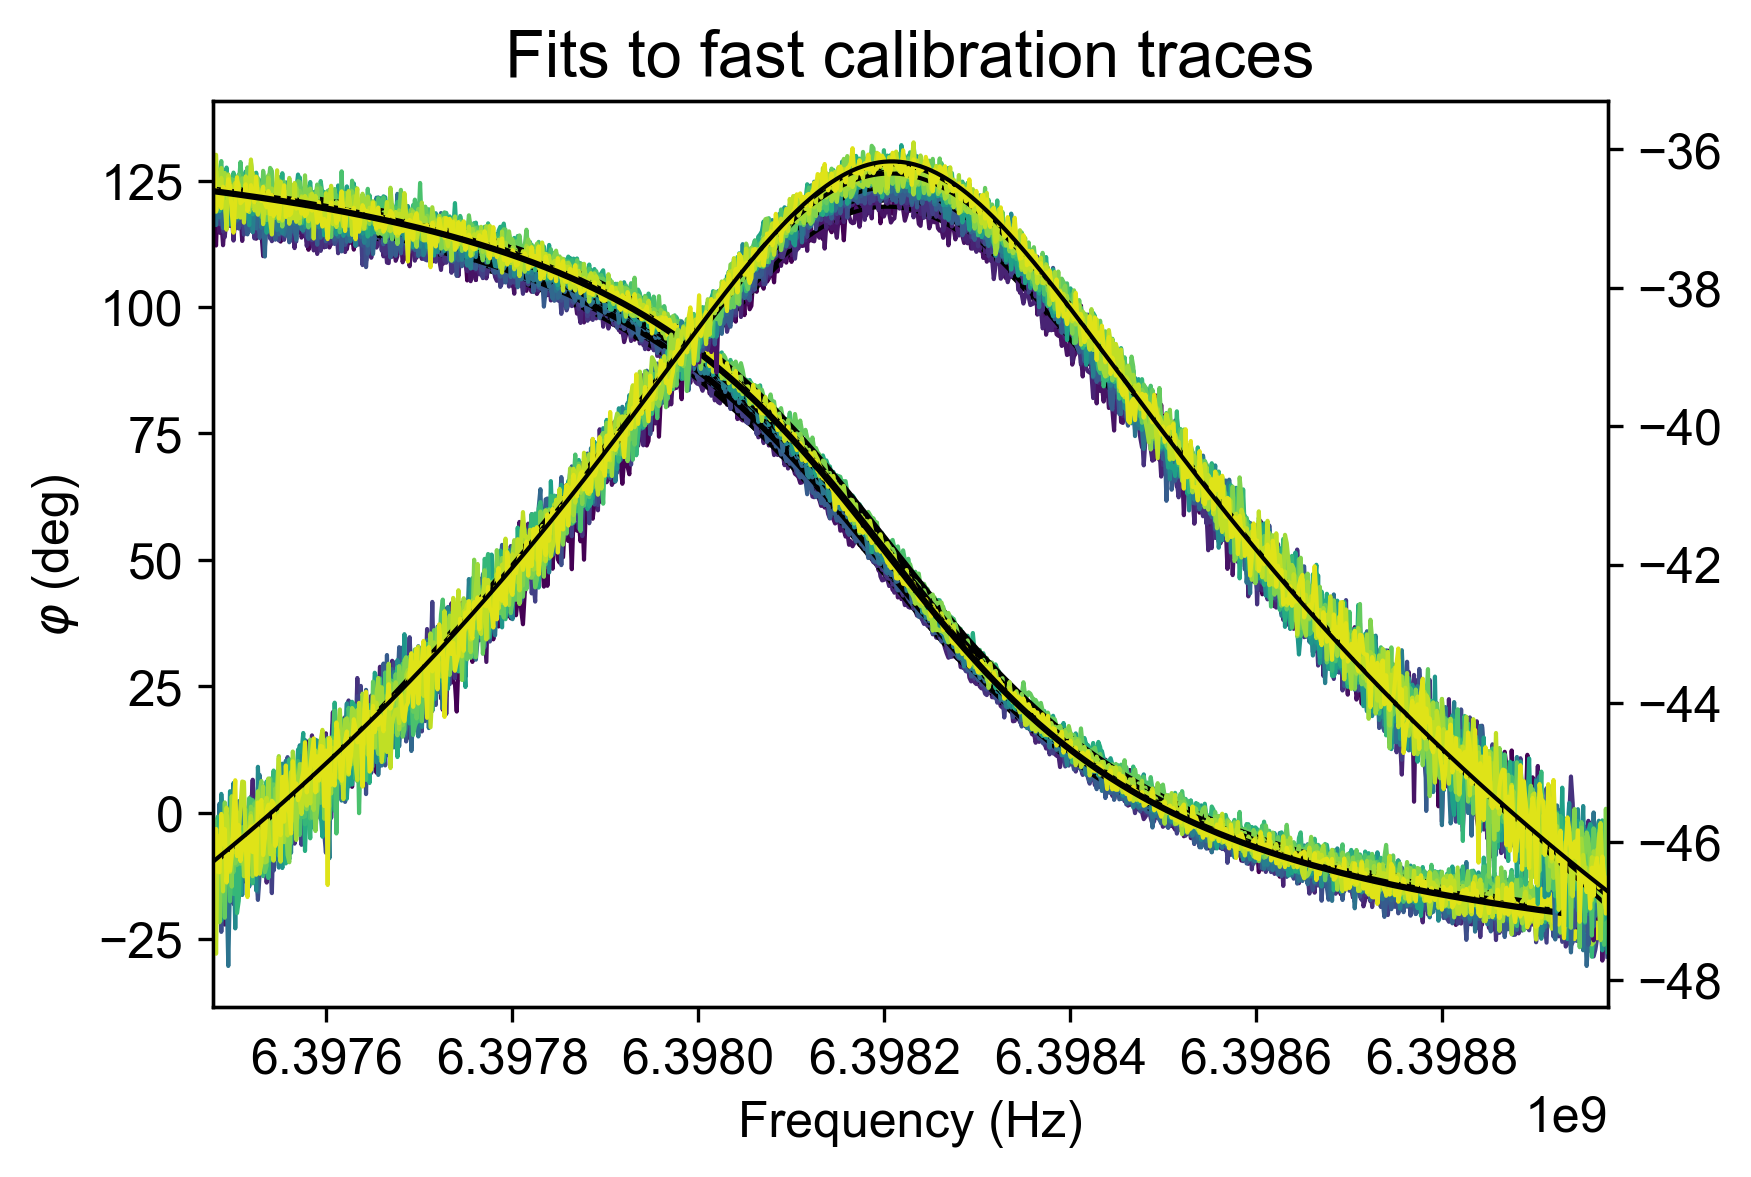 Fits to fast calibration traces
125
100
75
50
25
0
−25
φ (deg)
−36
−38
−40
−42
−44
−46
−48
6.3976 6.3978 6.3980 6.3982 6.3984 6.3986 6.3988
1e9
Frequency (Hz)